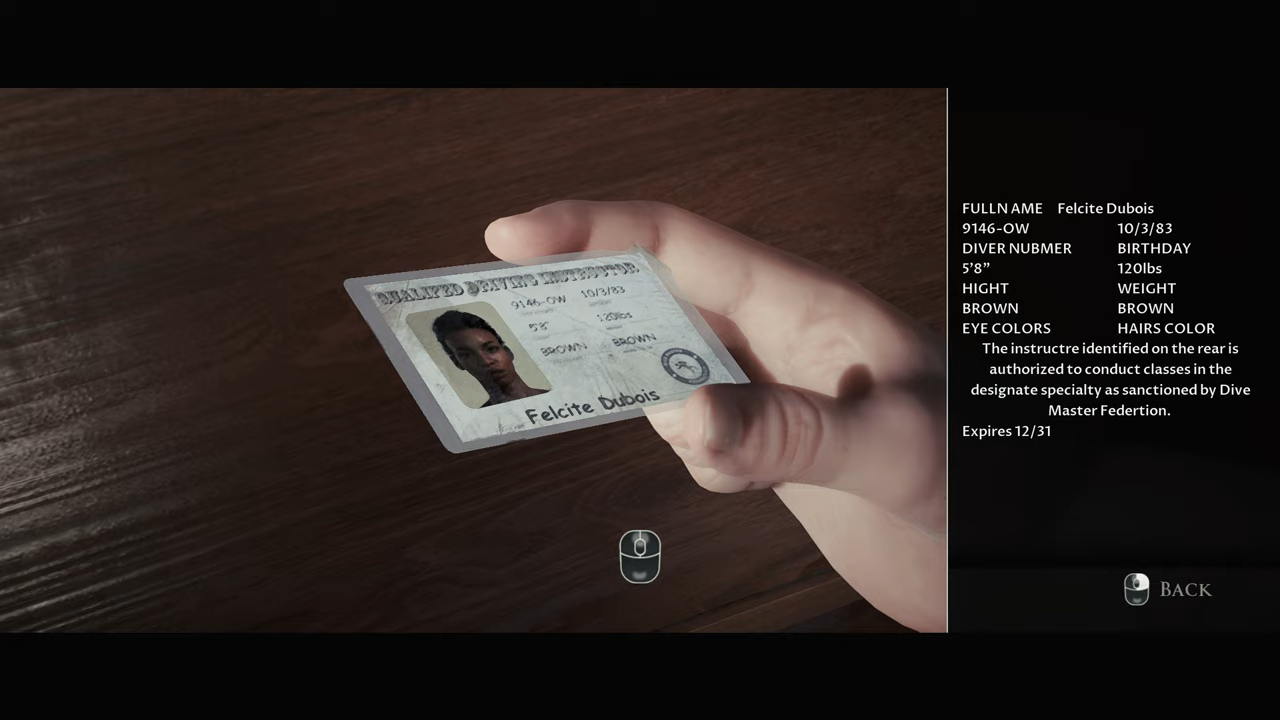 QUALIFED DRIVING INSTRUCTOR
9146-OW 10/3/83
5'8" 120lbs
BROWN BROWN
Felcite Dubois
FULLN AME Felcite Dubois
9146-OW 10/3/83
DIVER NUBMER BIRTHDAY
5’8” 120lbs
HIGHT WEIGHT
BROWN BROWN
EYE COLORS HAIRS COLOR
The instructre identified on the rear is
authorized to conduct classes in the
designate specialty as sanctioned by Dive
Master Federtion.
Expires 12/31
BACK